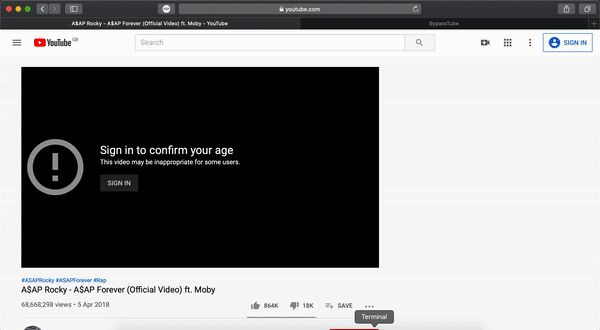 youtube.com
A$AP Rocky - A$AP Forever (Official Video) ft. Moby - YouTube
BypassTube
YouTube GB
Search
SIGN IN
Sign in to confirm your age
This video may be inappropriate for some users.
SIGN IN
#ASAPRocky #ASAPForever #Rap
A$AP Rocky - A$AP Forever (Official Video) ft. Moby
68,668,298 views • 5 Apr 2018
864K
18K
SAVE
Terminal